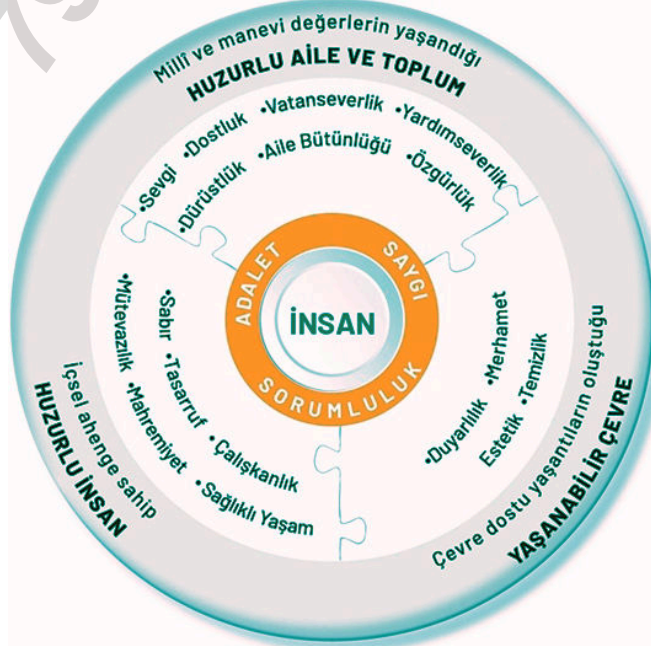 Millî ve manevi değerlerin yaşandığı
HUZURLU AİLE VE TOPLUM
•Sevgi •Dostluk •Vatanseverlik •Yardımseverlik
•Dürüstlük •Aile Bütünlüğü •Özgürlük
ADALET
SAYGI
SORUMLULUK
İNSAN
•Sabır •Tasarruf •Çalışkanlık
•Mütevazılık •Mahremiyet •Sağlıklı Yaşam
İçsel ahenge sahip
HUZURLU İNSAN
•Duyarlılık •Merhamet
Estetik •Temizlik
Çevre dostu yaşantıların oluştuğu
YAŞANABİLİR ÇEVRE